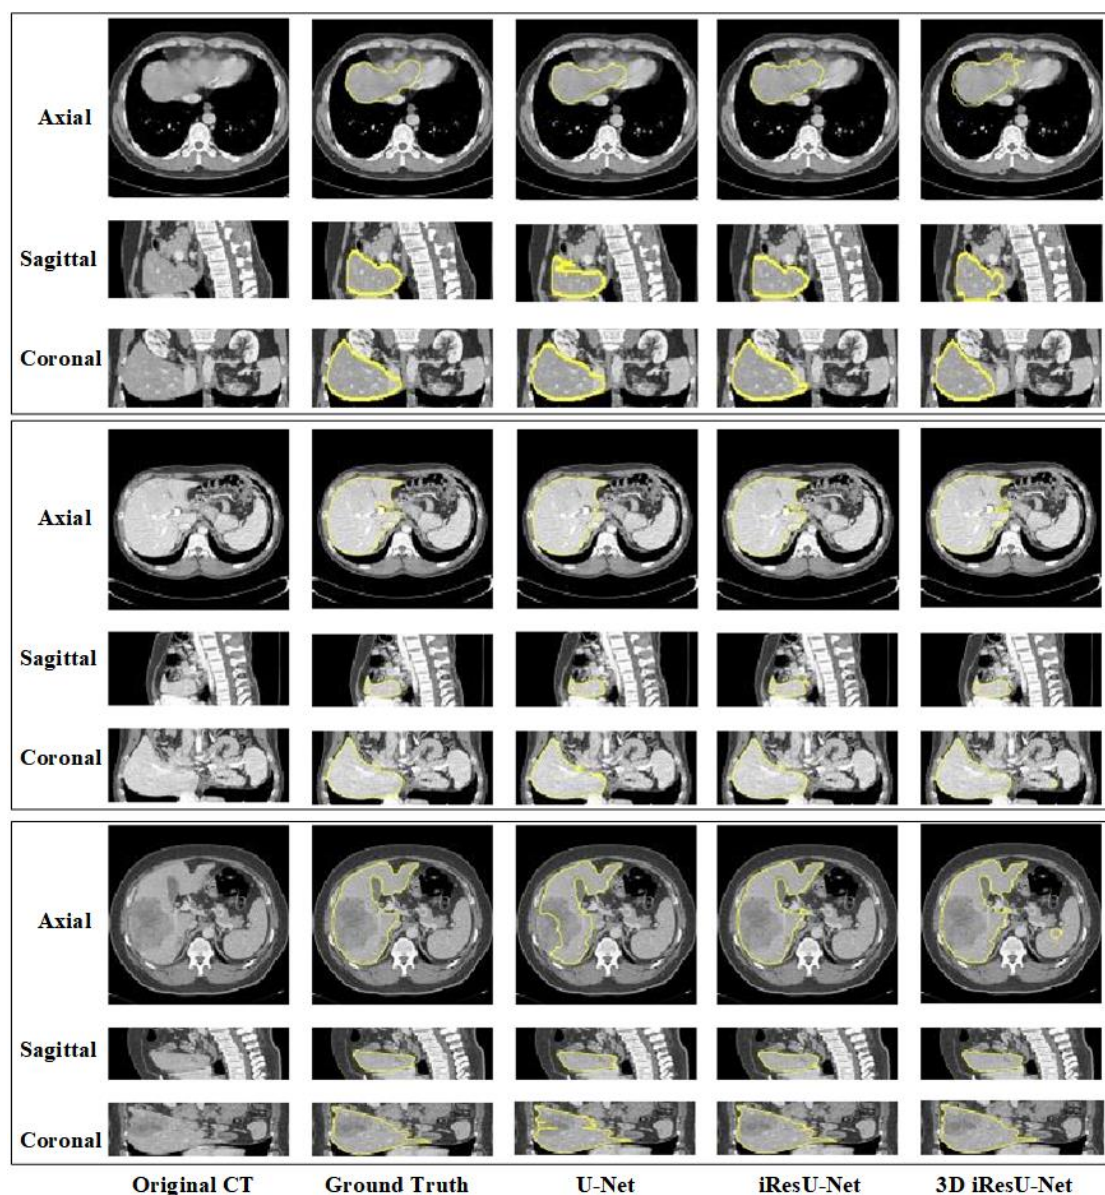 Axial
Sagittal
Coronal
Axial
Sagittal
Coronal
Axial
Sagittal
Coronal
Original CT Ground Truth U-Net iResU-Net 3D iResU-Net